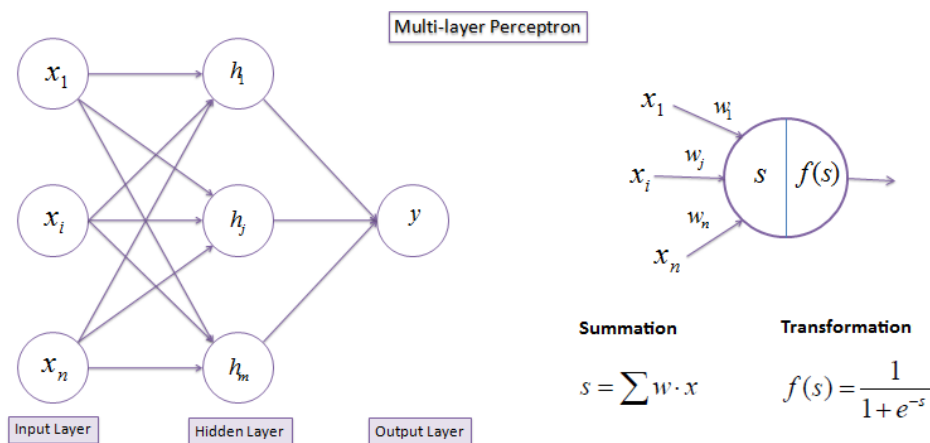 Multi-layer Perceptron
x₁
h₁
xᵢ
hⱼ
y
xₙ
hₘ
Input Layer
Hidden Layer
Output Layer
x₁
w₁
xᵢ
wⱼ
s
f(s)
wₙ
xₙ
Summation
Transformation
s = ∑ w · x
f(s) = 1 / (1 + e⁻ˢ)